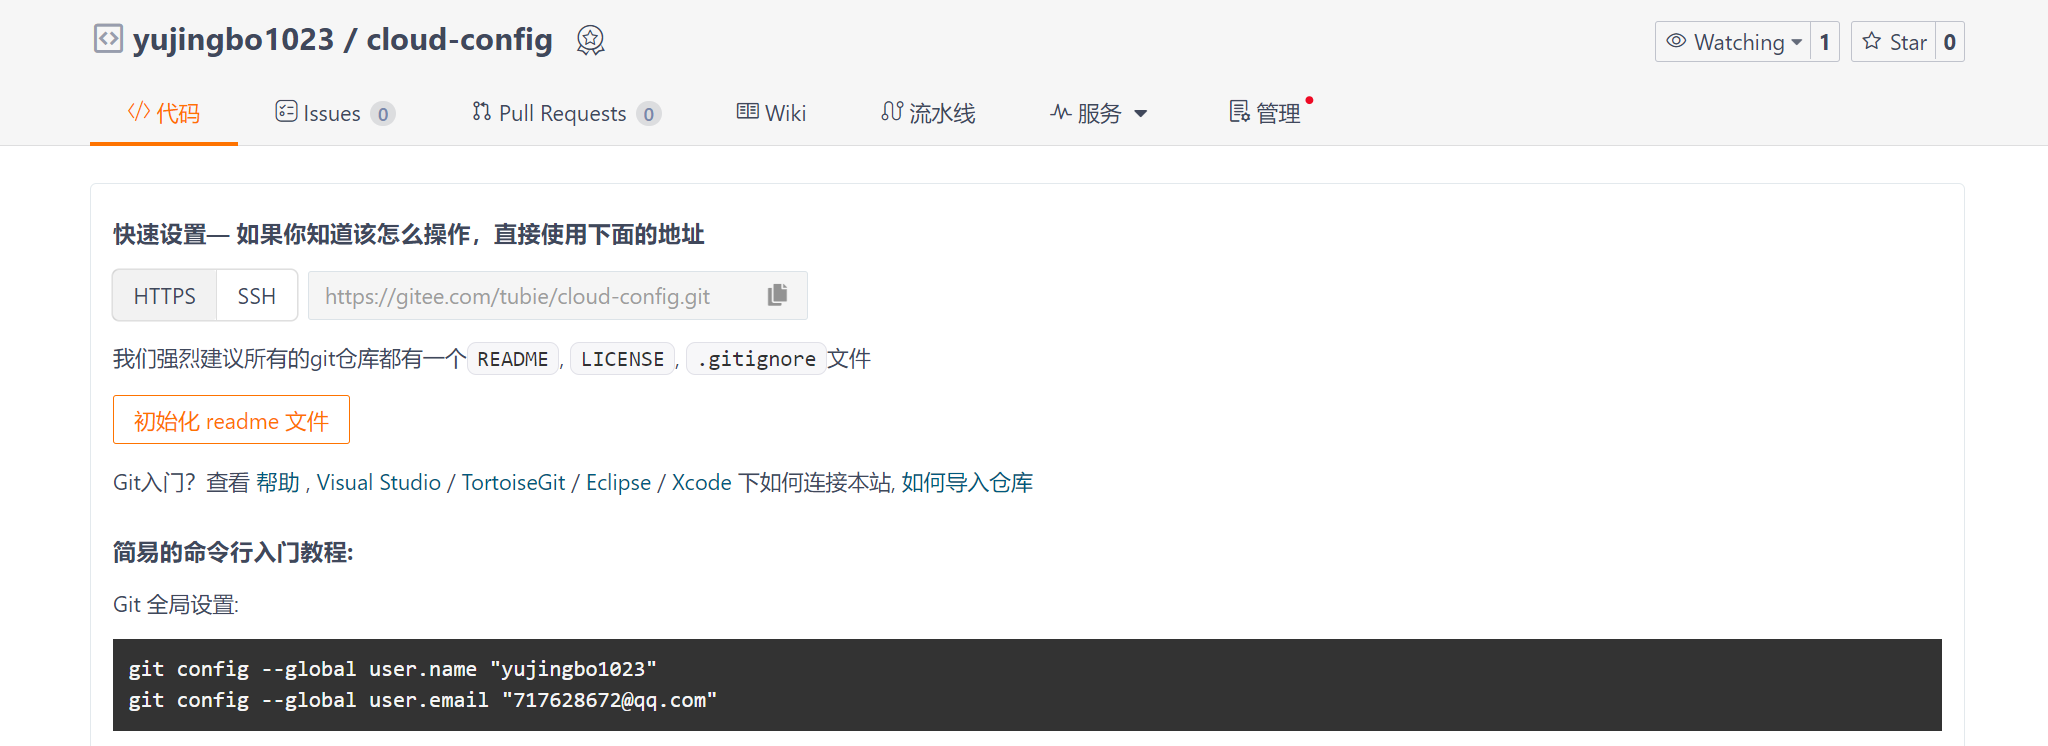 yujingbo1023 / cloud-config
Watching 1 Star 0
代码 Issues 0 Pull Requests 0 Wiki 流水线 服务 管理
快速设置— 如果你知道该怎么操作，直接使用下面的地址
HTTPS SSH https://gitee.com/tubie/cloud-config.git
我们强烈建议所有的git仓库都有一个 README , LICENSE , .gitignore 文件
初始化 readme 文件
Git入门？查看 帮助 , Visual Studio / TortoiseGit / Eclipse / Xcode 下如何连接本站, 如何导入仓库
简易的命令行入门教程:
Git 全局设置:
git config --global user.name "yujingbo1023"
git config --global user.email "717628672@qq.com"